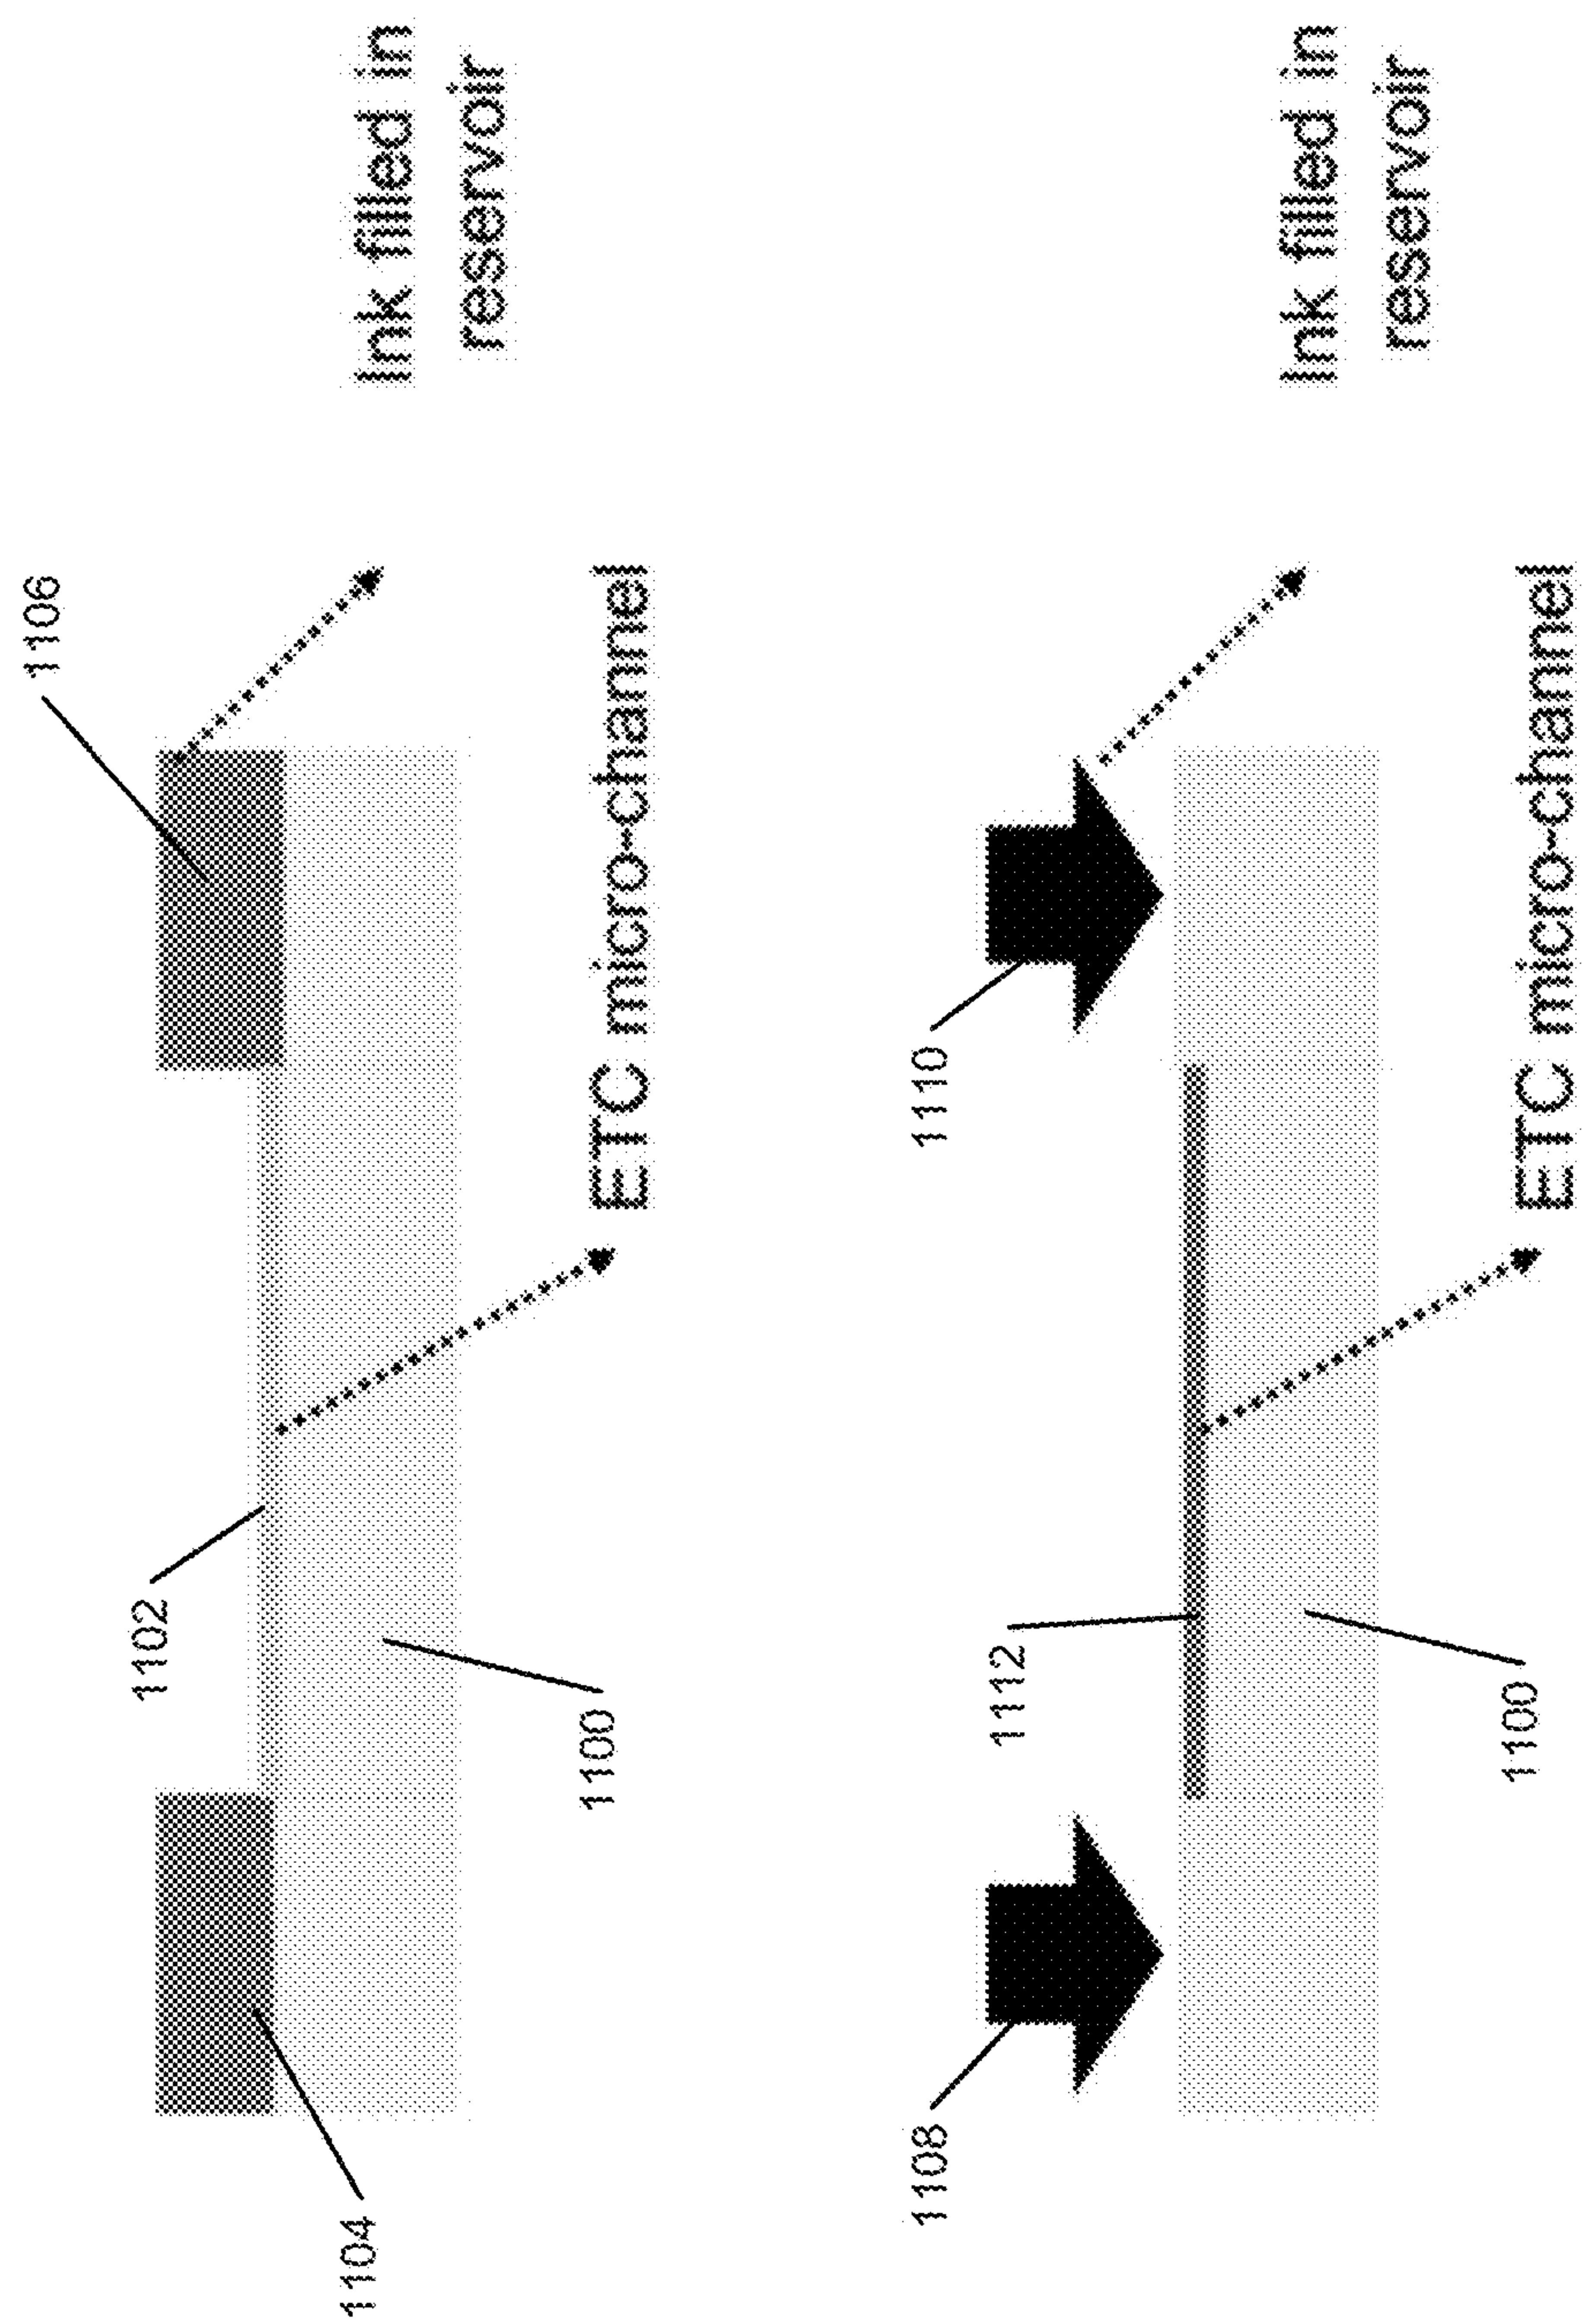 1106
1102
1104
1100
Ink filled in
reservoir
ETC micro-channel
1110
1112
1108
1100
Ink filled in
reservoir
ETC micro-channel